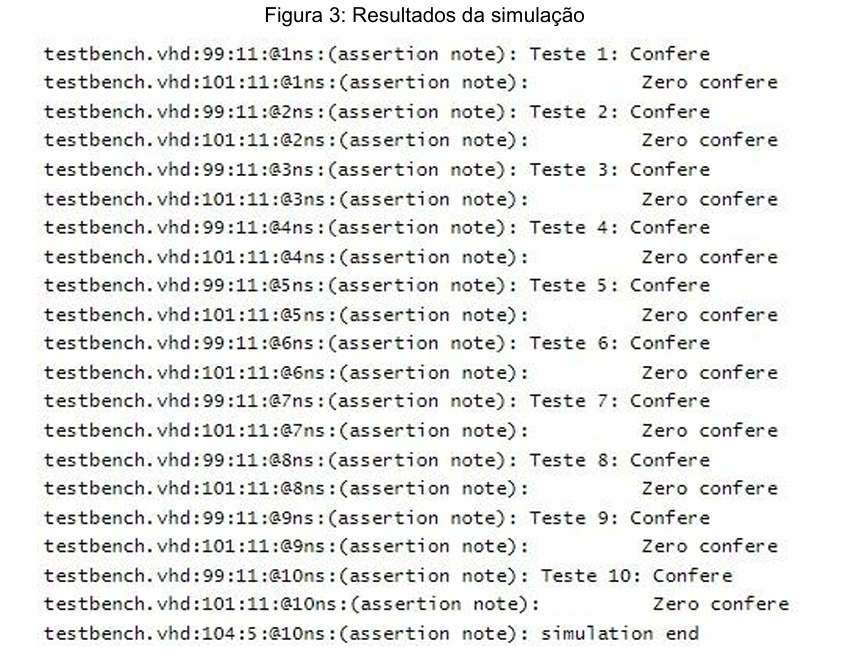 Figura 3: Resultados da simulação
testbench.vhd:99:11:@1ns:(assertion note): Teste 1: Confere
testbench.vhd:101:11:@1ns:(assertion note):          Zero confere
testbench.vhd:99:11:@2ns:(assertion note): Teste 2: Confere
testbench.vhd:101:11:@2ns:(assertion note):          Zero confere
testbench.vhd:99:11:@3ns:(assertion note): Teste 3: Confere
testbench.vhd:101:11:@3ns:(assertion note):          Zero confere
testbench.vhd:99:11:@4ns:(assertion note): Teste 4: Confere
testbench.vhd:101:11:@4ns:(assertion note):          Zero confere
testbench.vhd:99:11:@5ns:(assertion note): Teste 5: Confere
testbench.vhd:101:11:@5ns:(assertion note):          Zero confere
testbench.vhd:99:11:@6ns:(assertion note): Teste 6: Confere
testbench.vhd:101:11:@6ns:(assertion note):          Zero confere
testbench.vhd:99:11:@7ns:(assertion note): Teste 7: Confere
testbench.vhd:101:11:@7ns:(assertion note):          Zero confere
testbench.vhd:99:11:@8ns:(assertion note): Teste 8: Confere
testbench.vhd:101:11:@8ns:(assertion note):          Zero confere
testbench.vhd:99:11:@9ns:(assertion note): Teste 9: Confere
testbench.vhd:101:11:@9ns:(assertion note):          Zero confere
testbench.vhd:99:11:@10ns:(assertion note): Teste 10: Confere
testbench.vhd:101:11:@10ns:(assertion note):          Zero confere
testbench.vhd:104:5:@10ns:(assertion note): simulation end